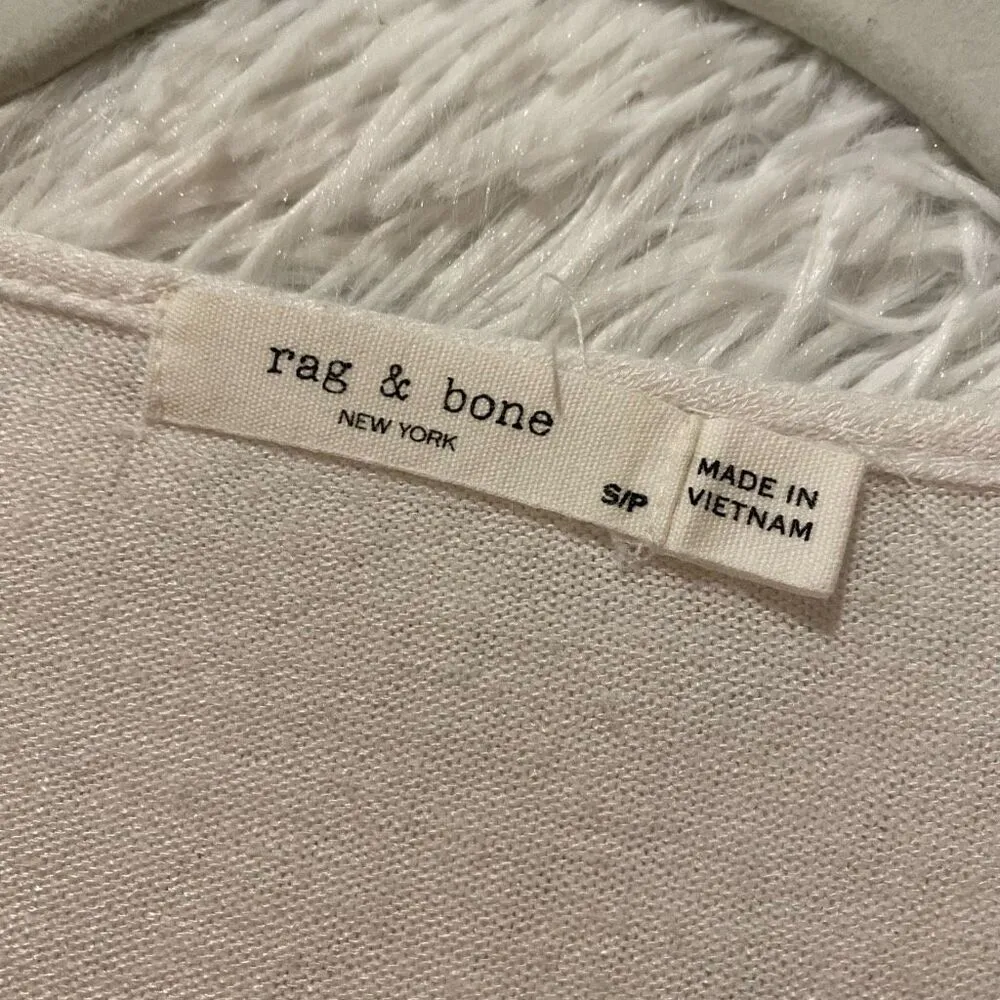 rag & bone
NEW YORK
S/P
MADE IN
VIETNAM